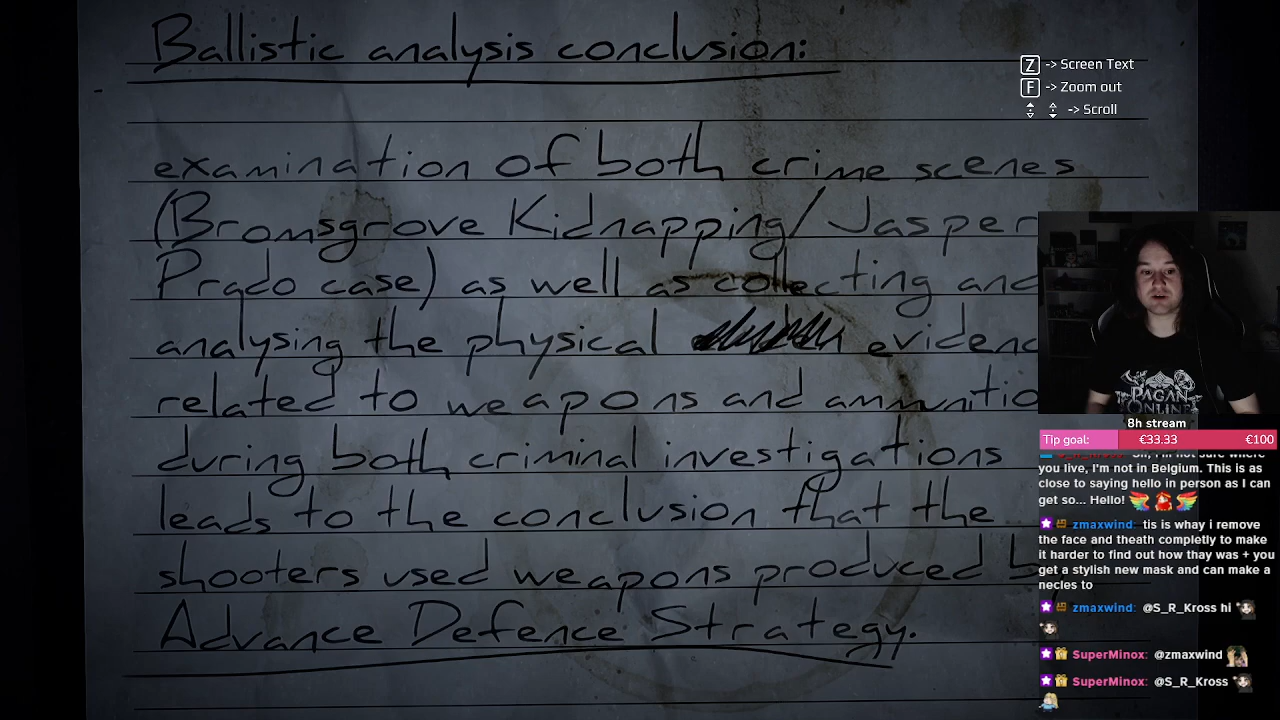 Ballistic analysis conclusion:
Z -> Screen Text
F -> Zoom out
-> Scroll
examination of both crime scenes
(Bromsgrove Kidnapping/Jasper
Prado case) as well as collecting and
analysing the physical evidenc
related to weapons and ammunitio
during both criminal investigations
leads to the conclusion that the
shooters used weapons produced b
Advance Defence Strategy.
PAGAN
ONLINE
8h stream
Tip goal: €33.33 €100
you live, I'm not in Belgium. This is as
close to saying hello in person as I can
get so... Hello!
zmaxwind: tis is whay i remove
the face and theath completly to make
it harder to find out how thay was + you
get a stylish new mask and can make a
necles to
zmaxwind: @S_R_Kross hi
SuperMinox: @zmaxwind
SuperMinox: @S_R_Kross